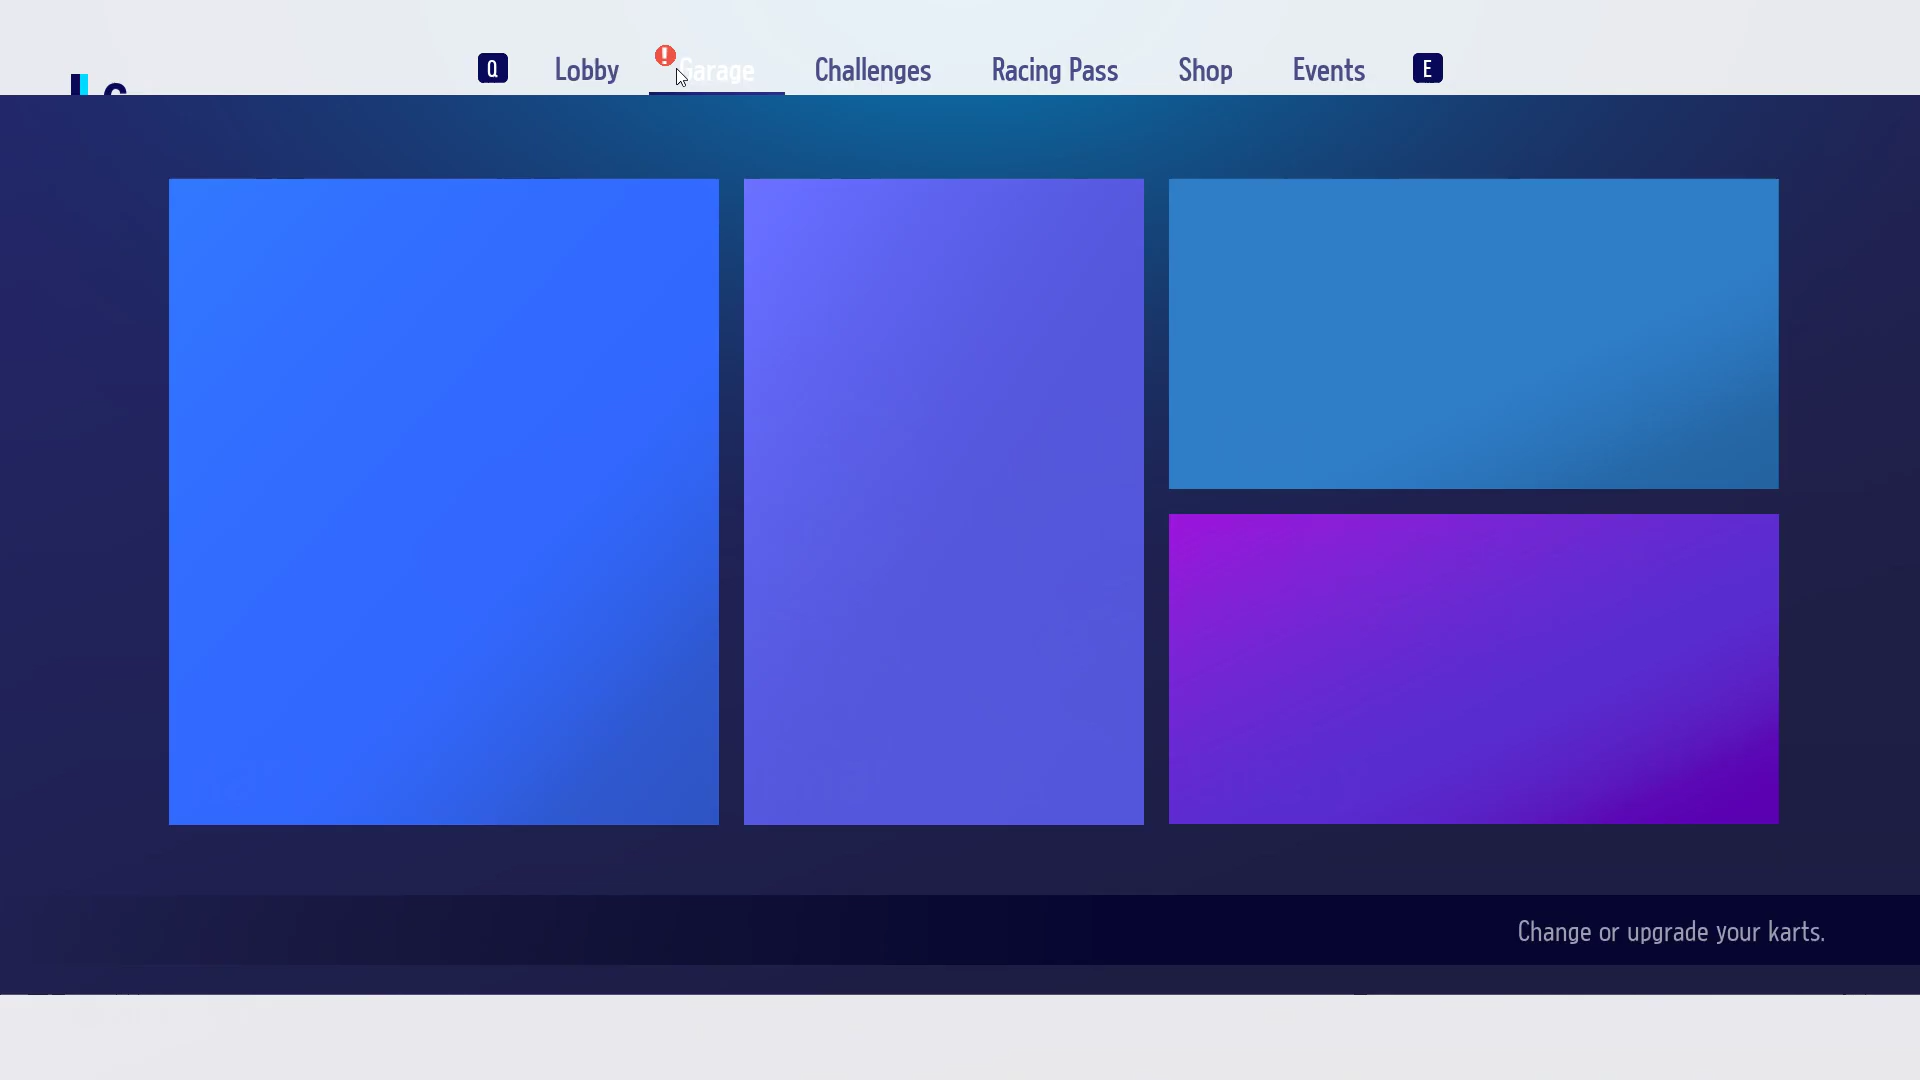 Q Lobby Garage Challenges Racing Pass Shop Events E
Change or upgrade your karts.